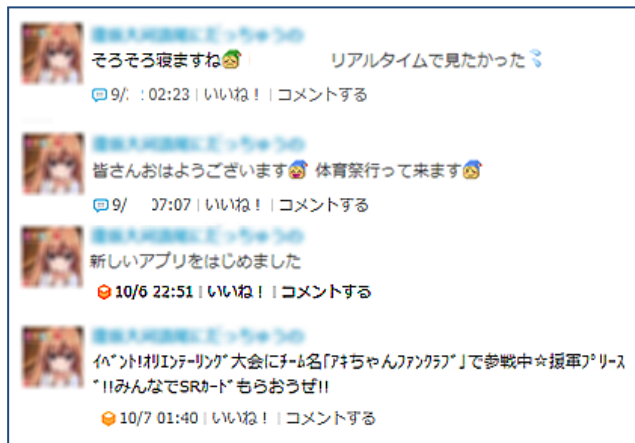 そろそろ寝ますね リアルタイムで見たかった
9/ 02:23 | いいね! | コメントする
皆さんおはようございます 体育祭行って来ます
9/ 07:07 | いいね! | コメントする
新しいアプリをはじめました
10/6 22:51 | いいね! | コメントする
ｲﾍﾞﾝﾄ!ｵﾘｴﾝﾃｰﾘﾝｸﾞ大会にﾁｰﾑ名｢ｱｷちゃんﾌｧﾝｸﾗﾌﾞ｣で参戦中☆援軍ﾌﾟﾘｰｽ
ﾞ!!みんなでSRｶｰﾄﾞもらおうぜ!!
10/7 01:40 | いいね! | コメントする